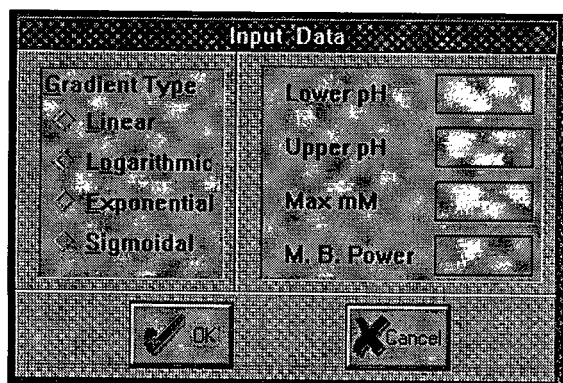 Input Data
Gradient Type
Linear
Logarithmic
Exponential
Sigmoidal
Lower pH
Upper pH
Max mM
M. B. Power
OK
Cancel